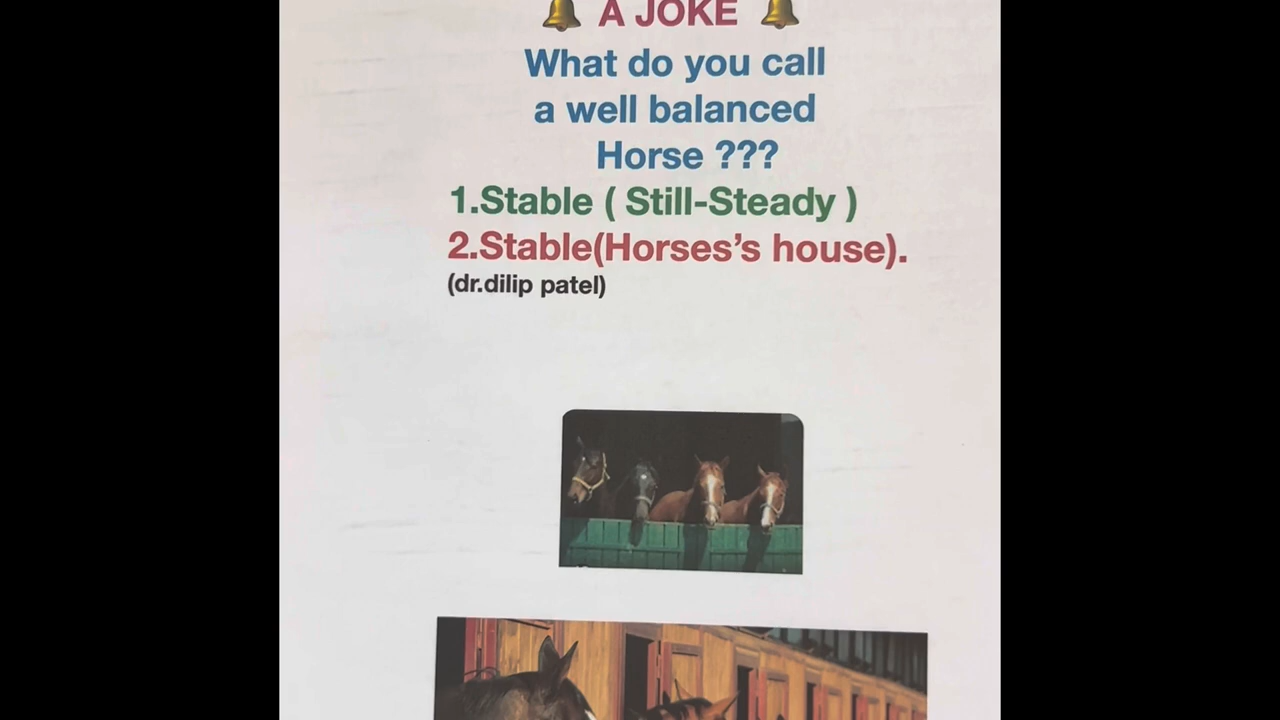 A JOKE
What do you call
a well balanced
Horse ???
1.Stable ( Still-Steady )
2.Stable(Horses’s house).
(dr.dilip patel)